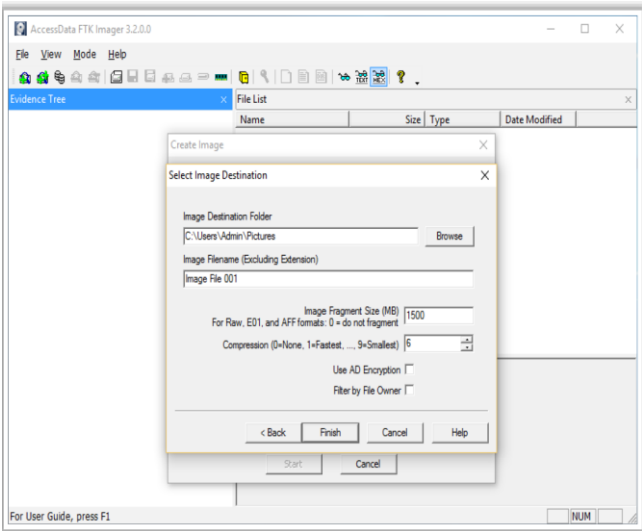 AccessData FTK Imager 3.2.0.0
File View Mode Help
Evidence Tree
File List
Name Size Type Date Modified
Create Image
Select Image Destination
Image Destination Folder
C:\Users\Admin\Pictures
Browse
Image Filename (Excluding Extension)
Image File 001
Image Fragment Size (MB)
For Raw, E01, and AFF formats: 0 = do not fragment
1500
Compression (0=None, 1=Fastest, ..., 9=Smallest) 6
Use AD Encryption
Filter by File Owner
< Back Finish Cancel Help
Start Cancel
For User Guide, press F1
NUM